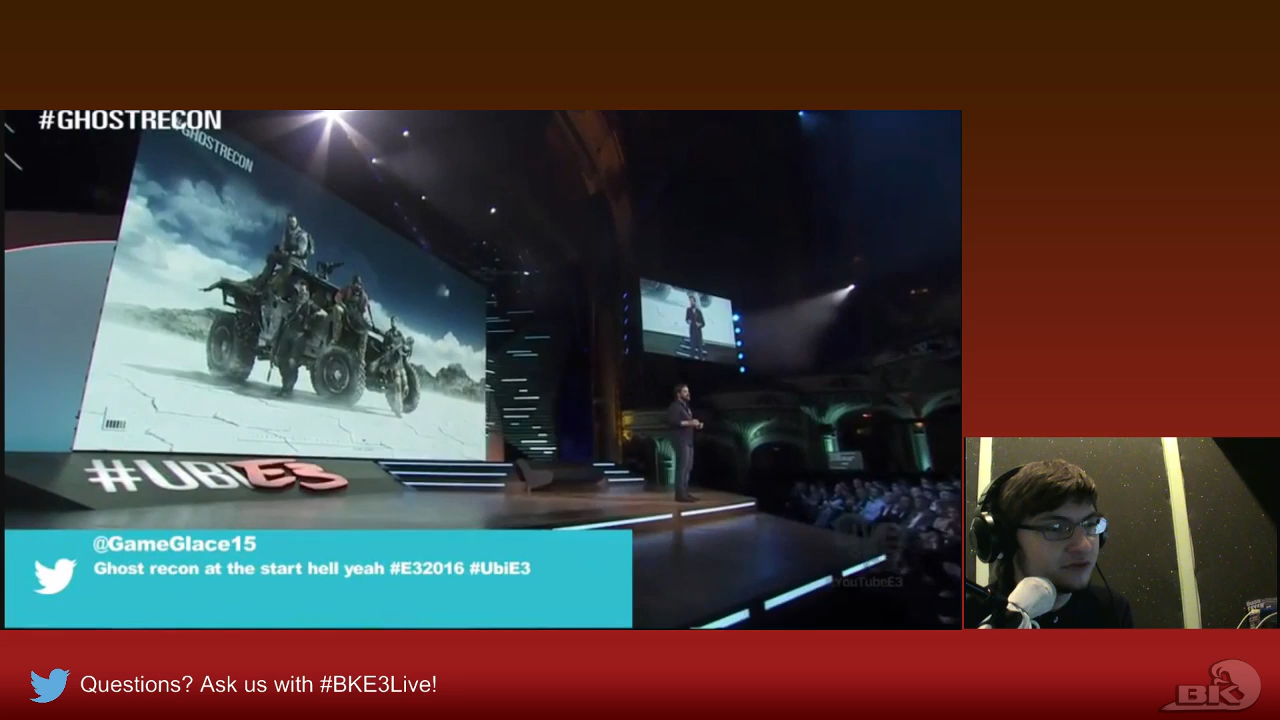 #GHOSTRECON
#GHOSTRECON
#UBIE3
@GameGlace15
Ghost recon at the start hell yeah #E32016 #UbiE3
YouTubeE3
Questions? Ask us with #BKE3Live!
BK